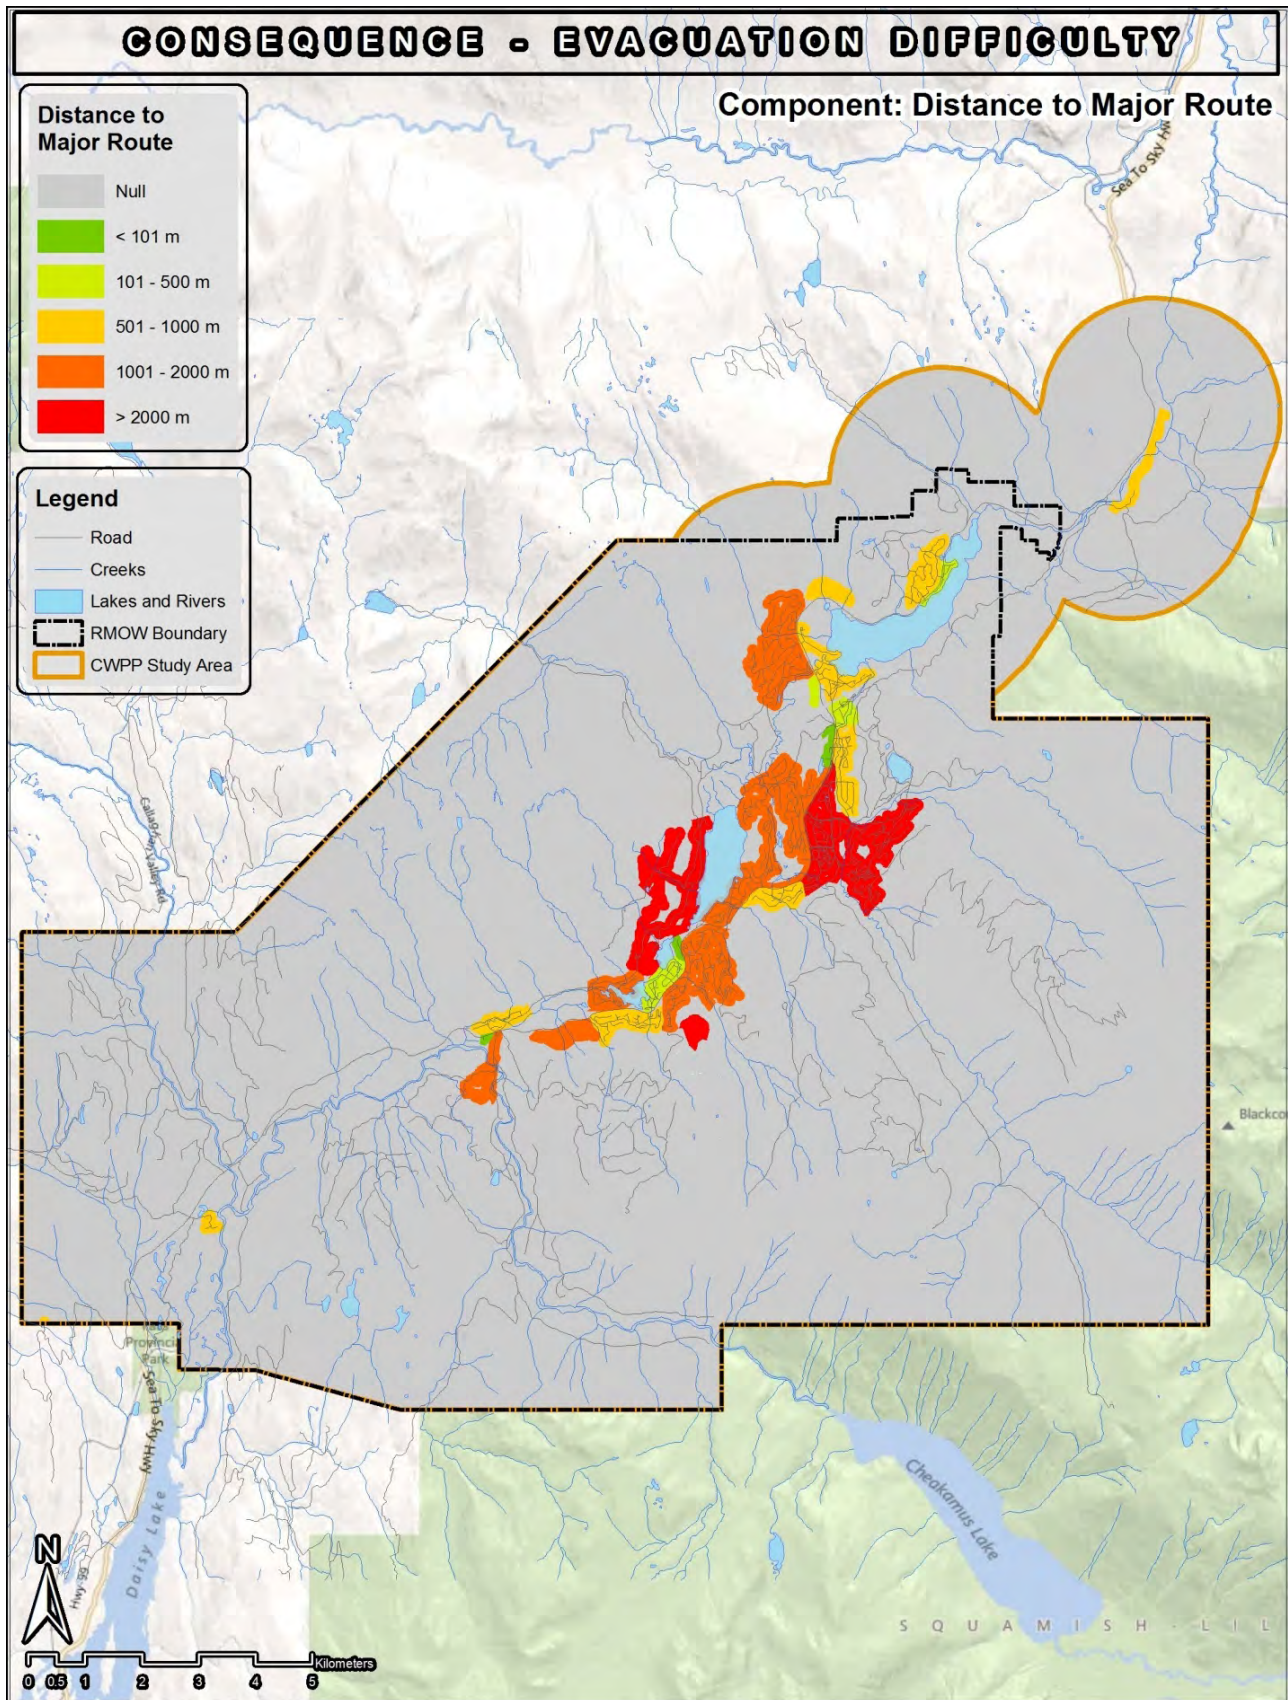 CONSEQUENCE - EVACUATION DIFFICULTY
Component: Distance to Major Route
Distance to
Major Route
Null
< 101 m
101 - 500 m
501 - 1000 m
1001 - 2000 m
> 2000 m
Legend
Road
Creeks
Lakes and Rivers
RMOW Boundary
CWPP Study Area
Sea To Sky Hw
Callaghan Valley Rd
Blackco
Provincial
Park
Sea To Sky Hwy
Daisy Lake
Hwy 99
Cheakamus Lake
SQUAMISH-LIL
N
0 0.5 1 2 3 4 5
Kilometers